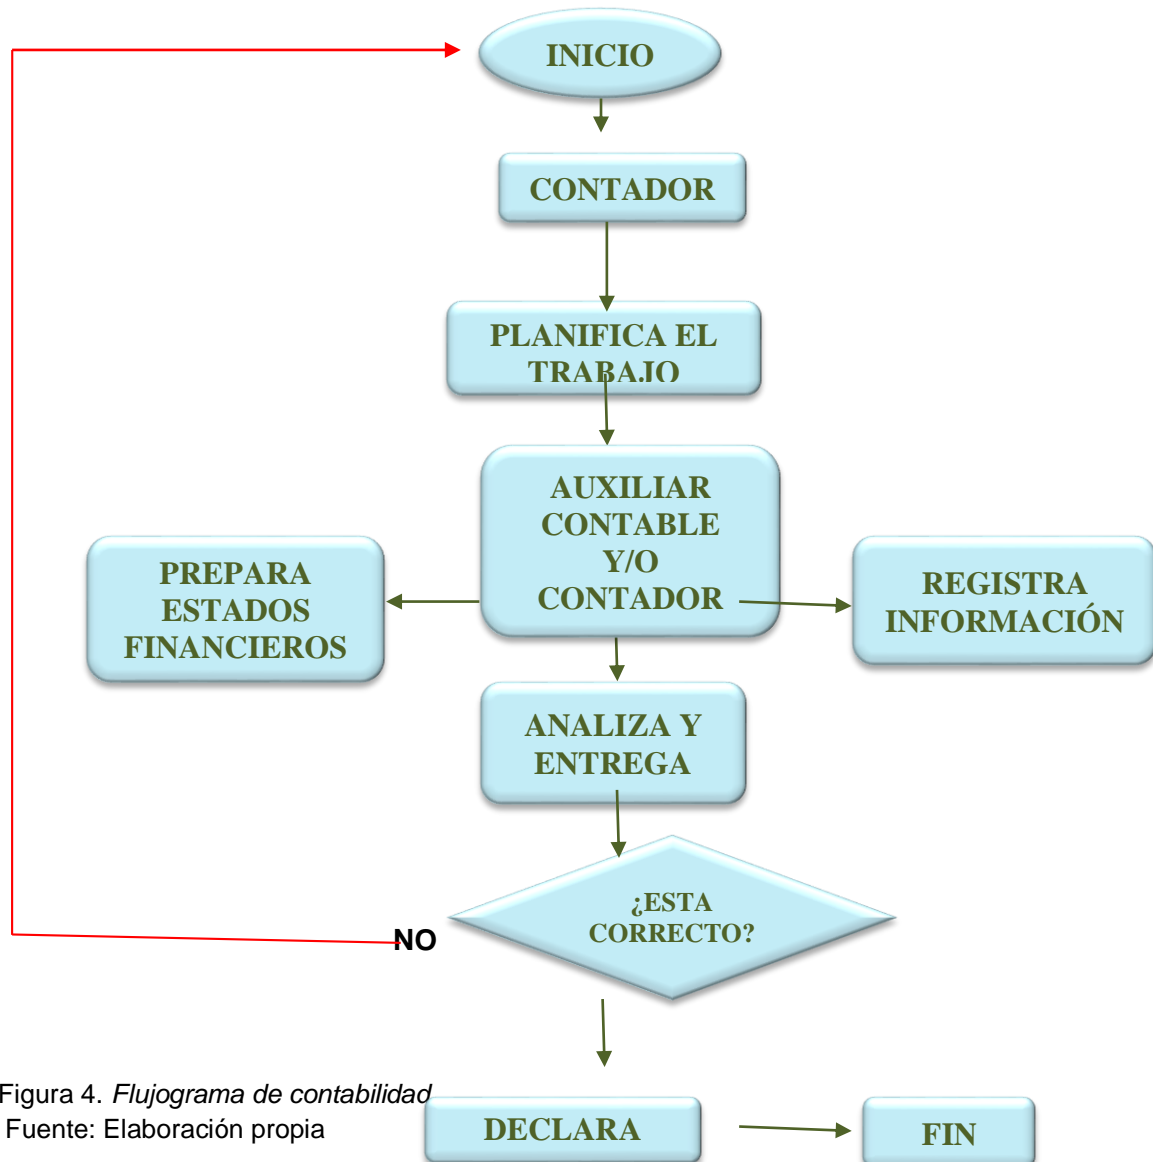 INICIO
CONTADOR
PLANIFICA EL
TRABAJO
AUXILIAR
CONTABLE
Y/O
CONTADOR
PREPARA
ESTADOS
FINANCIEROS
REGISTRA
INFORMACIÓN
ANALIZA Y
ENTREGA
¿ESTA
CORRECTO?
NO
Figura 4. Flujograma de contabilidad
Fuente: Elaboración propia
DECLARA
FIN